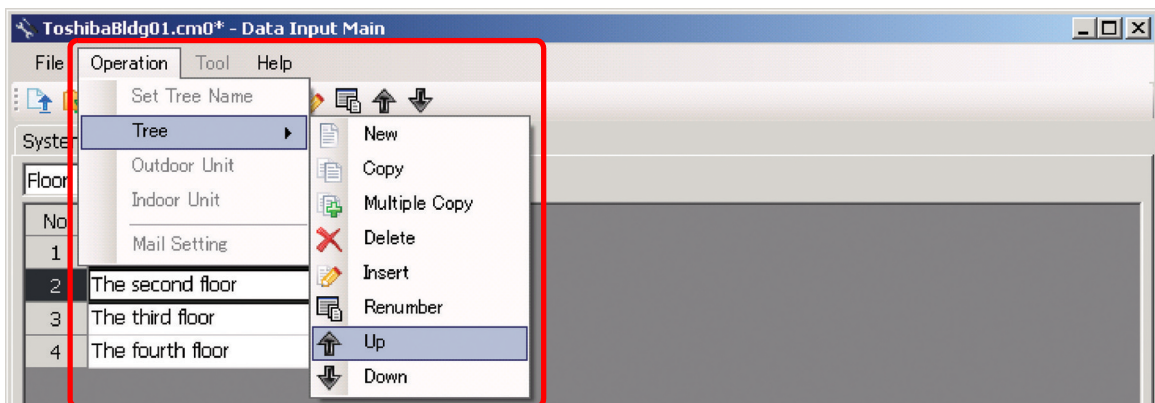 ToshibaBldg01.cm0* - Data Input Main
File Operation Tool Help
Set Tree Name
Tree
Outdoor Unit
Indoor Unit
Mail Setting
New
Copy
Multiple Copy
Delete
Insert
Renumber
Up
Down
Syste
Floor
No
1
2 The second floor
3 The third floor
4 The fourth floor